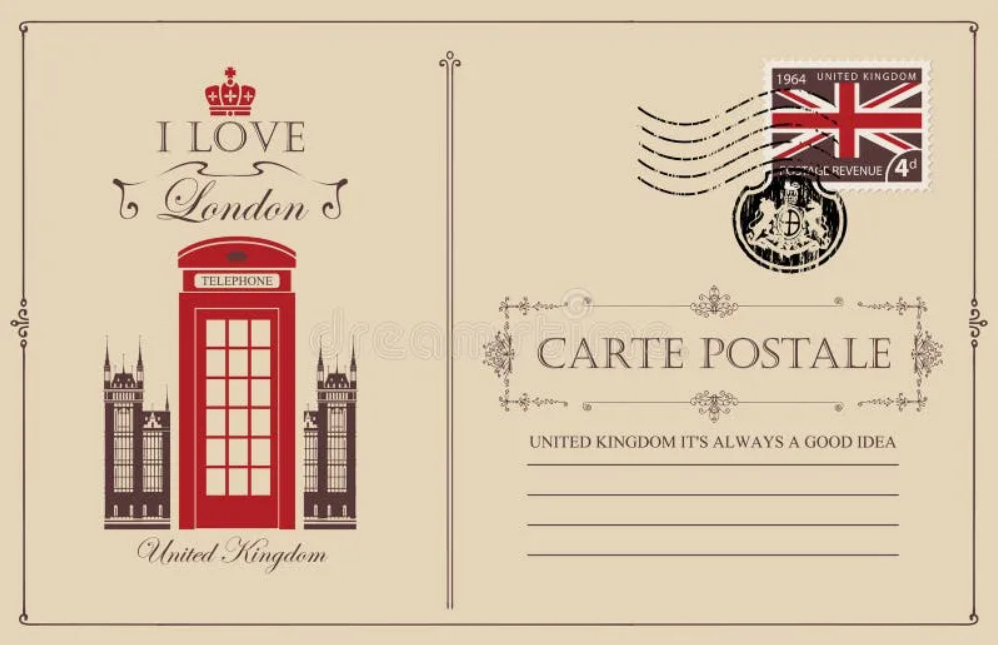 I LOVE
London
TELEPHONE
United Kingdom
1964 UNITED KINGDOM
POSTAGE REVENUE 4d
dreamstime
CARTE POSTALE
UNITED KINGDOM IT'S ALWAYS A GOOD IDEA